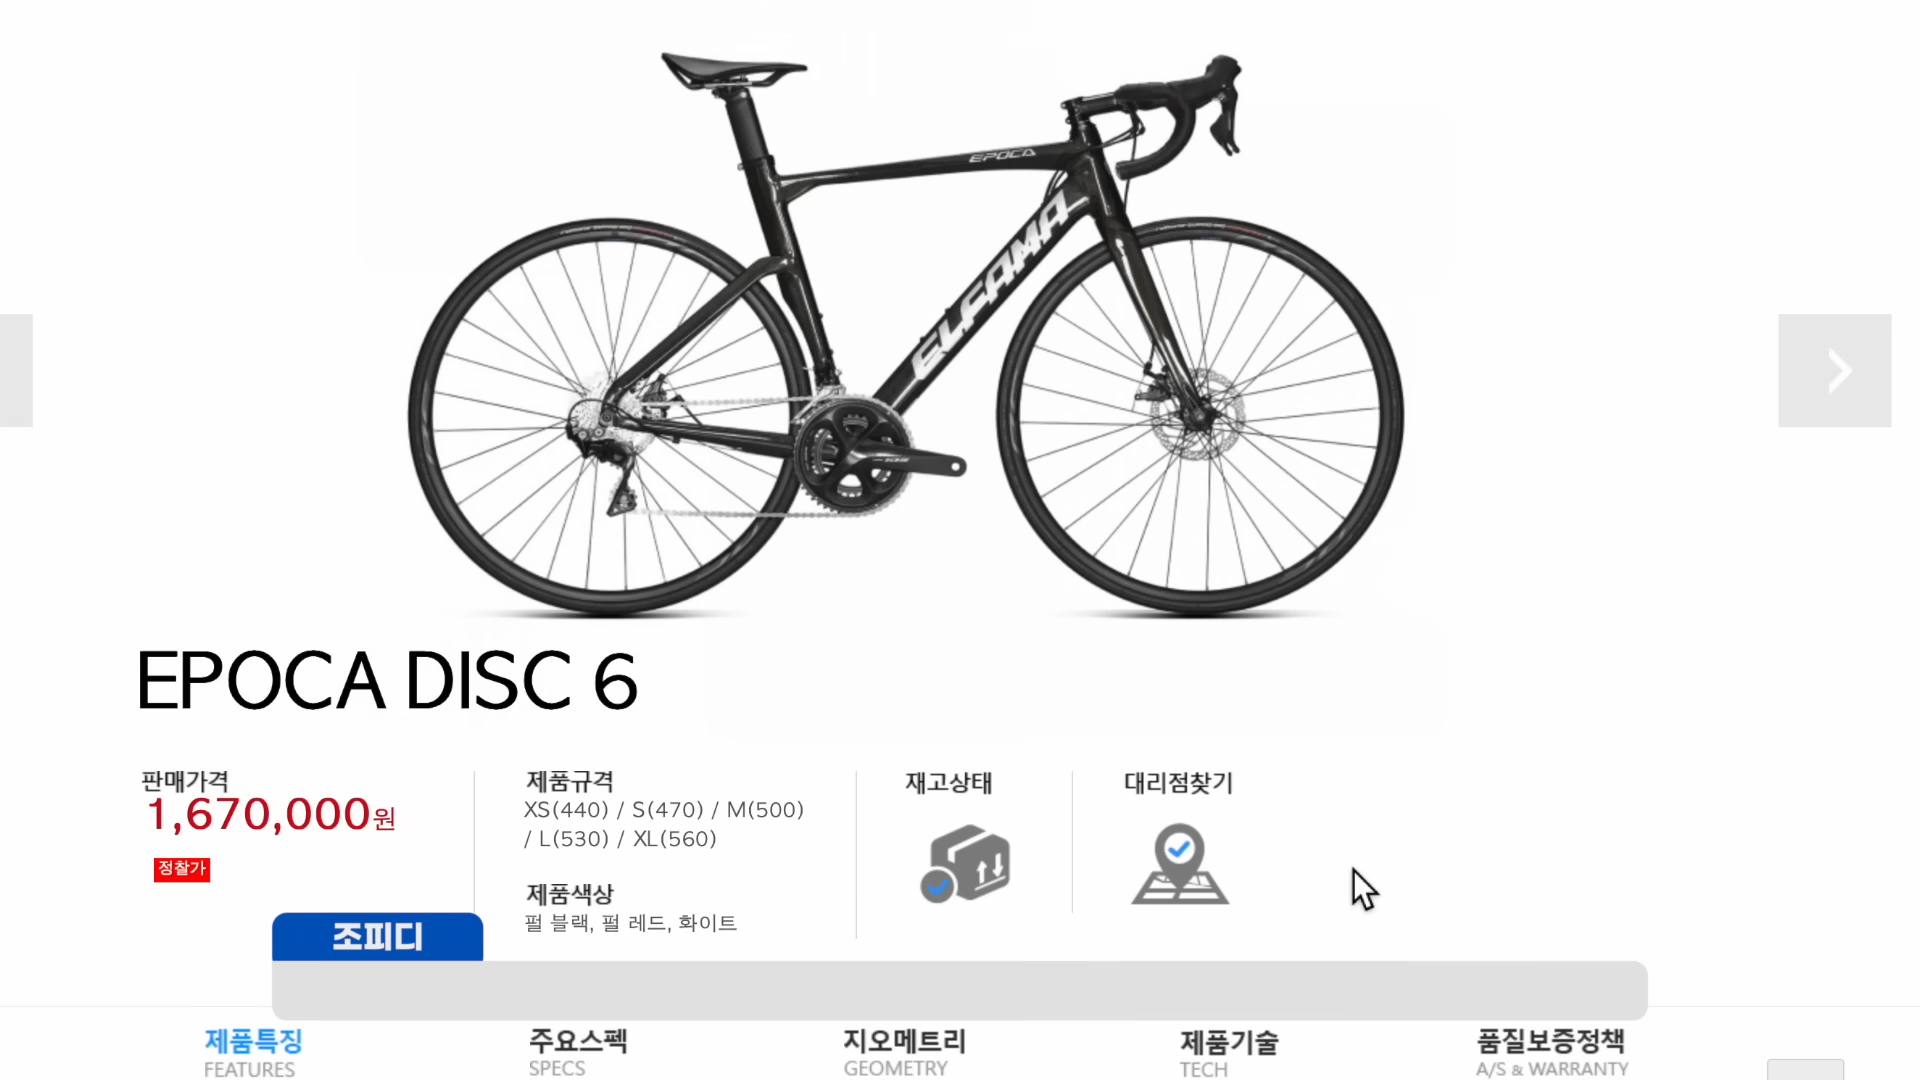 EPOCA
ELFAMA
EPOCA DISC 6
판매가격
1,670,000원
정찰가
제품규격
XS(440) / S(470) / M(500)
/ L(530) / XL(560)
제품색상
펄 블랙, 펄 레드, 화이트
재고상태
대리점찾기
조피디
제품특징
FEATURES
주요스펙
SPECS
지오메트리
GEOMETRY
제품기술
TECH
품질보증정책
A/S & WARRANTY